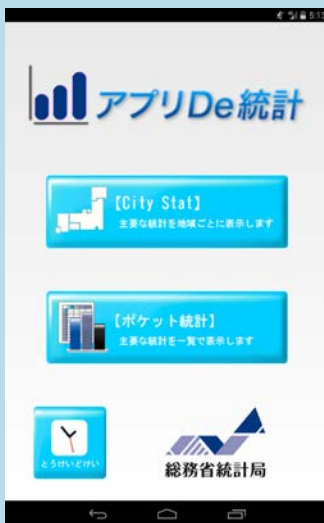 5:13
アプリDe統計
【City Stat】
主要な統計を地域ごとに表示します
【ポケット統計】
主要な統計を一覧で表示します
とうけいどけい
総務省統計局